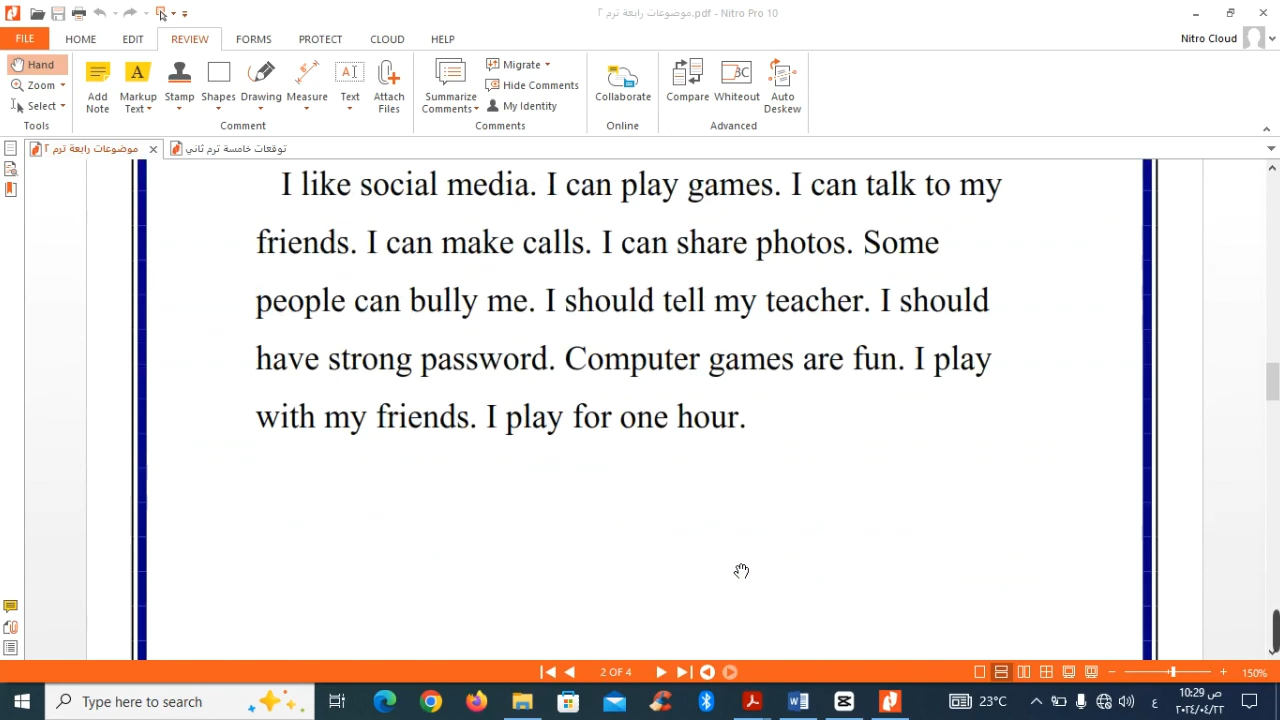 موضوعات رابعة ترم ٢.pdf - Nitro Pro 10
FILE HOME EDIT REVIEW FORMS PROTECT CLOUD HELP Nitro Cloud
Hand
Zoom
Select
Tools
Add Note
Markup Text
Stamp
Shapes
Drawing
Measure
Text
Attach Files
Comment
Summarize Comments
Migrate
Hide Comments
My Identity
Comments
Collaborate
Online
Compare
Whiteout
Auto Deskew
Advanced
موضوعات رابعة ترم ٢
توقعات خامسة ترم ثاني
I like social media. I can play games. I can talk to my
friends. I can make calls. I can share photos. Some
people can bully me. I should tell my teacher. I should
have strong password. Computer games are fun. I play
with my friends. I play for one hour.
2 OF 4
150%
Type here to search
23°C
ع
ص 10:29
٢٠٢٤/٠٤/٢٢